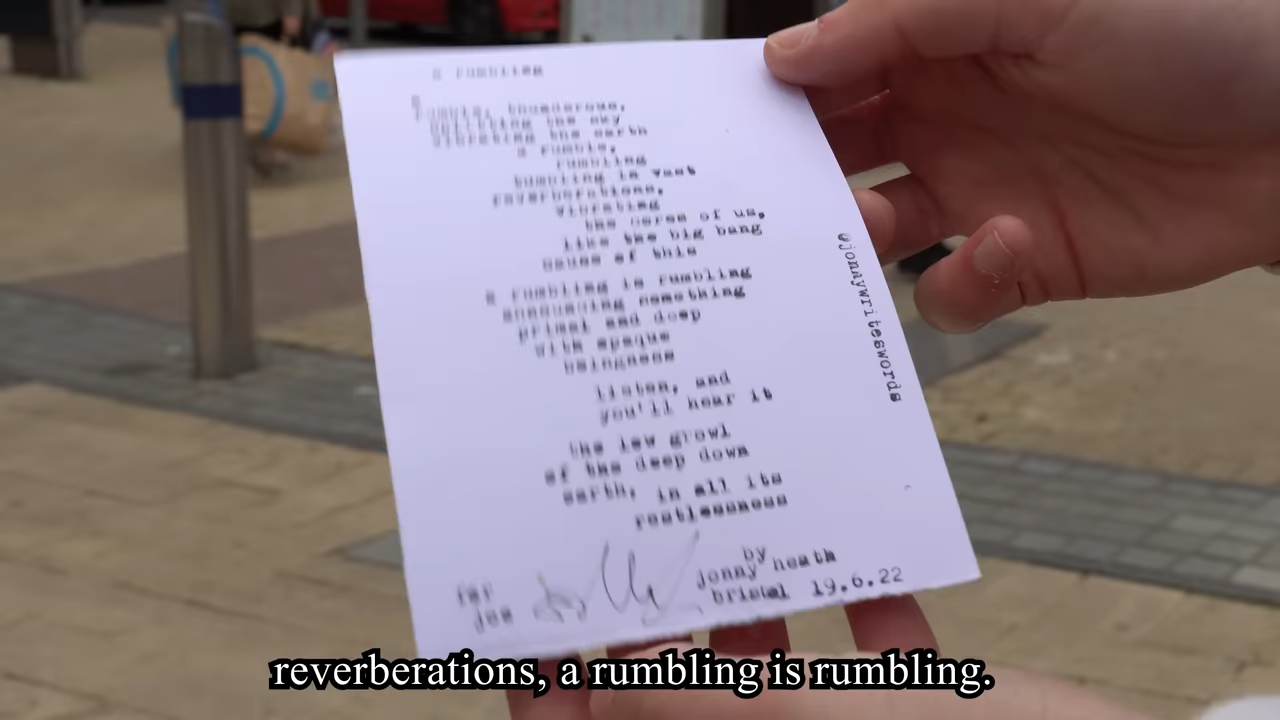 a rumbling
a
rumble, thunderous,
splitting the sky
vibrating the earth
a rumble,
rumbling
tumbling in vast
reverberations,
vibrating
the cores of us,
like the big bang
cause of this
a rumbling is rumbling
announcing something
primal and deep
with opaque
beingness
listen, and
you'll hear it
the low growl
of the deep down
earth, in all its
restlessness
by
jonny heath
bristol 19.6.22
for
joe
@jonnywriteswords
reverberations, a rumbling is rumbling.